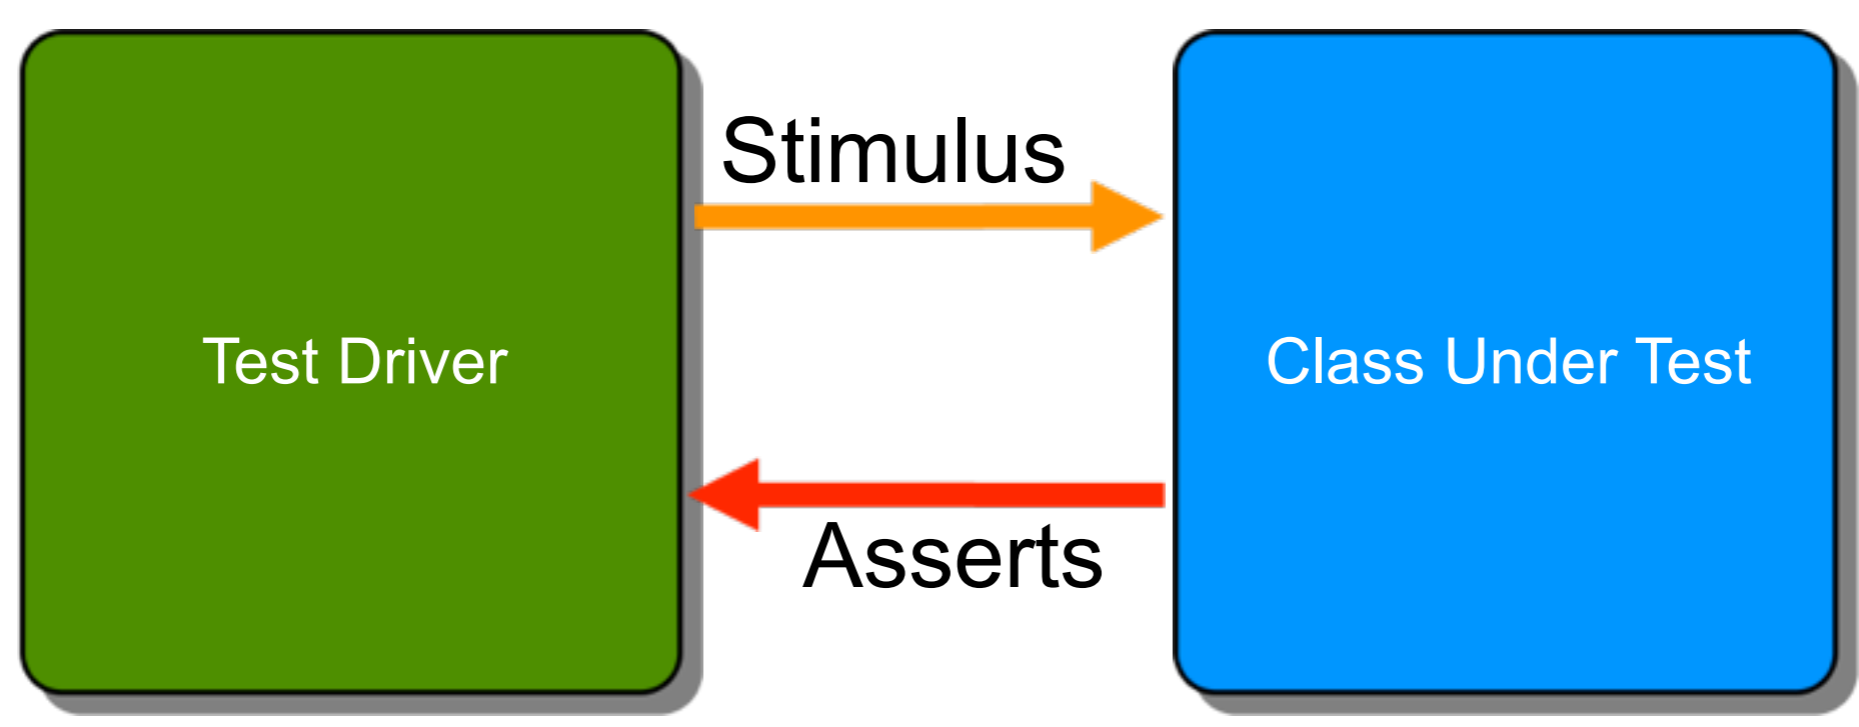 Stimulus
Test Driver
Class Under Test
Asserts